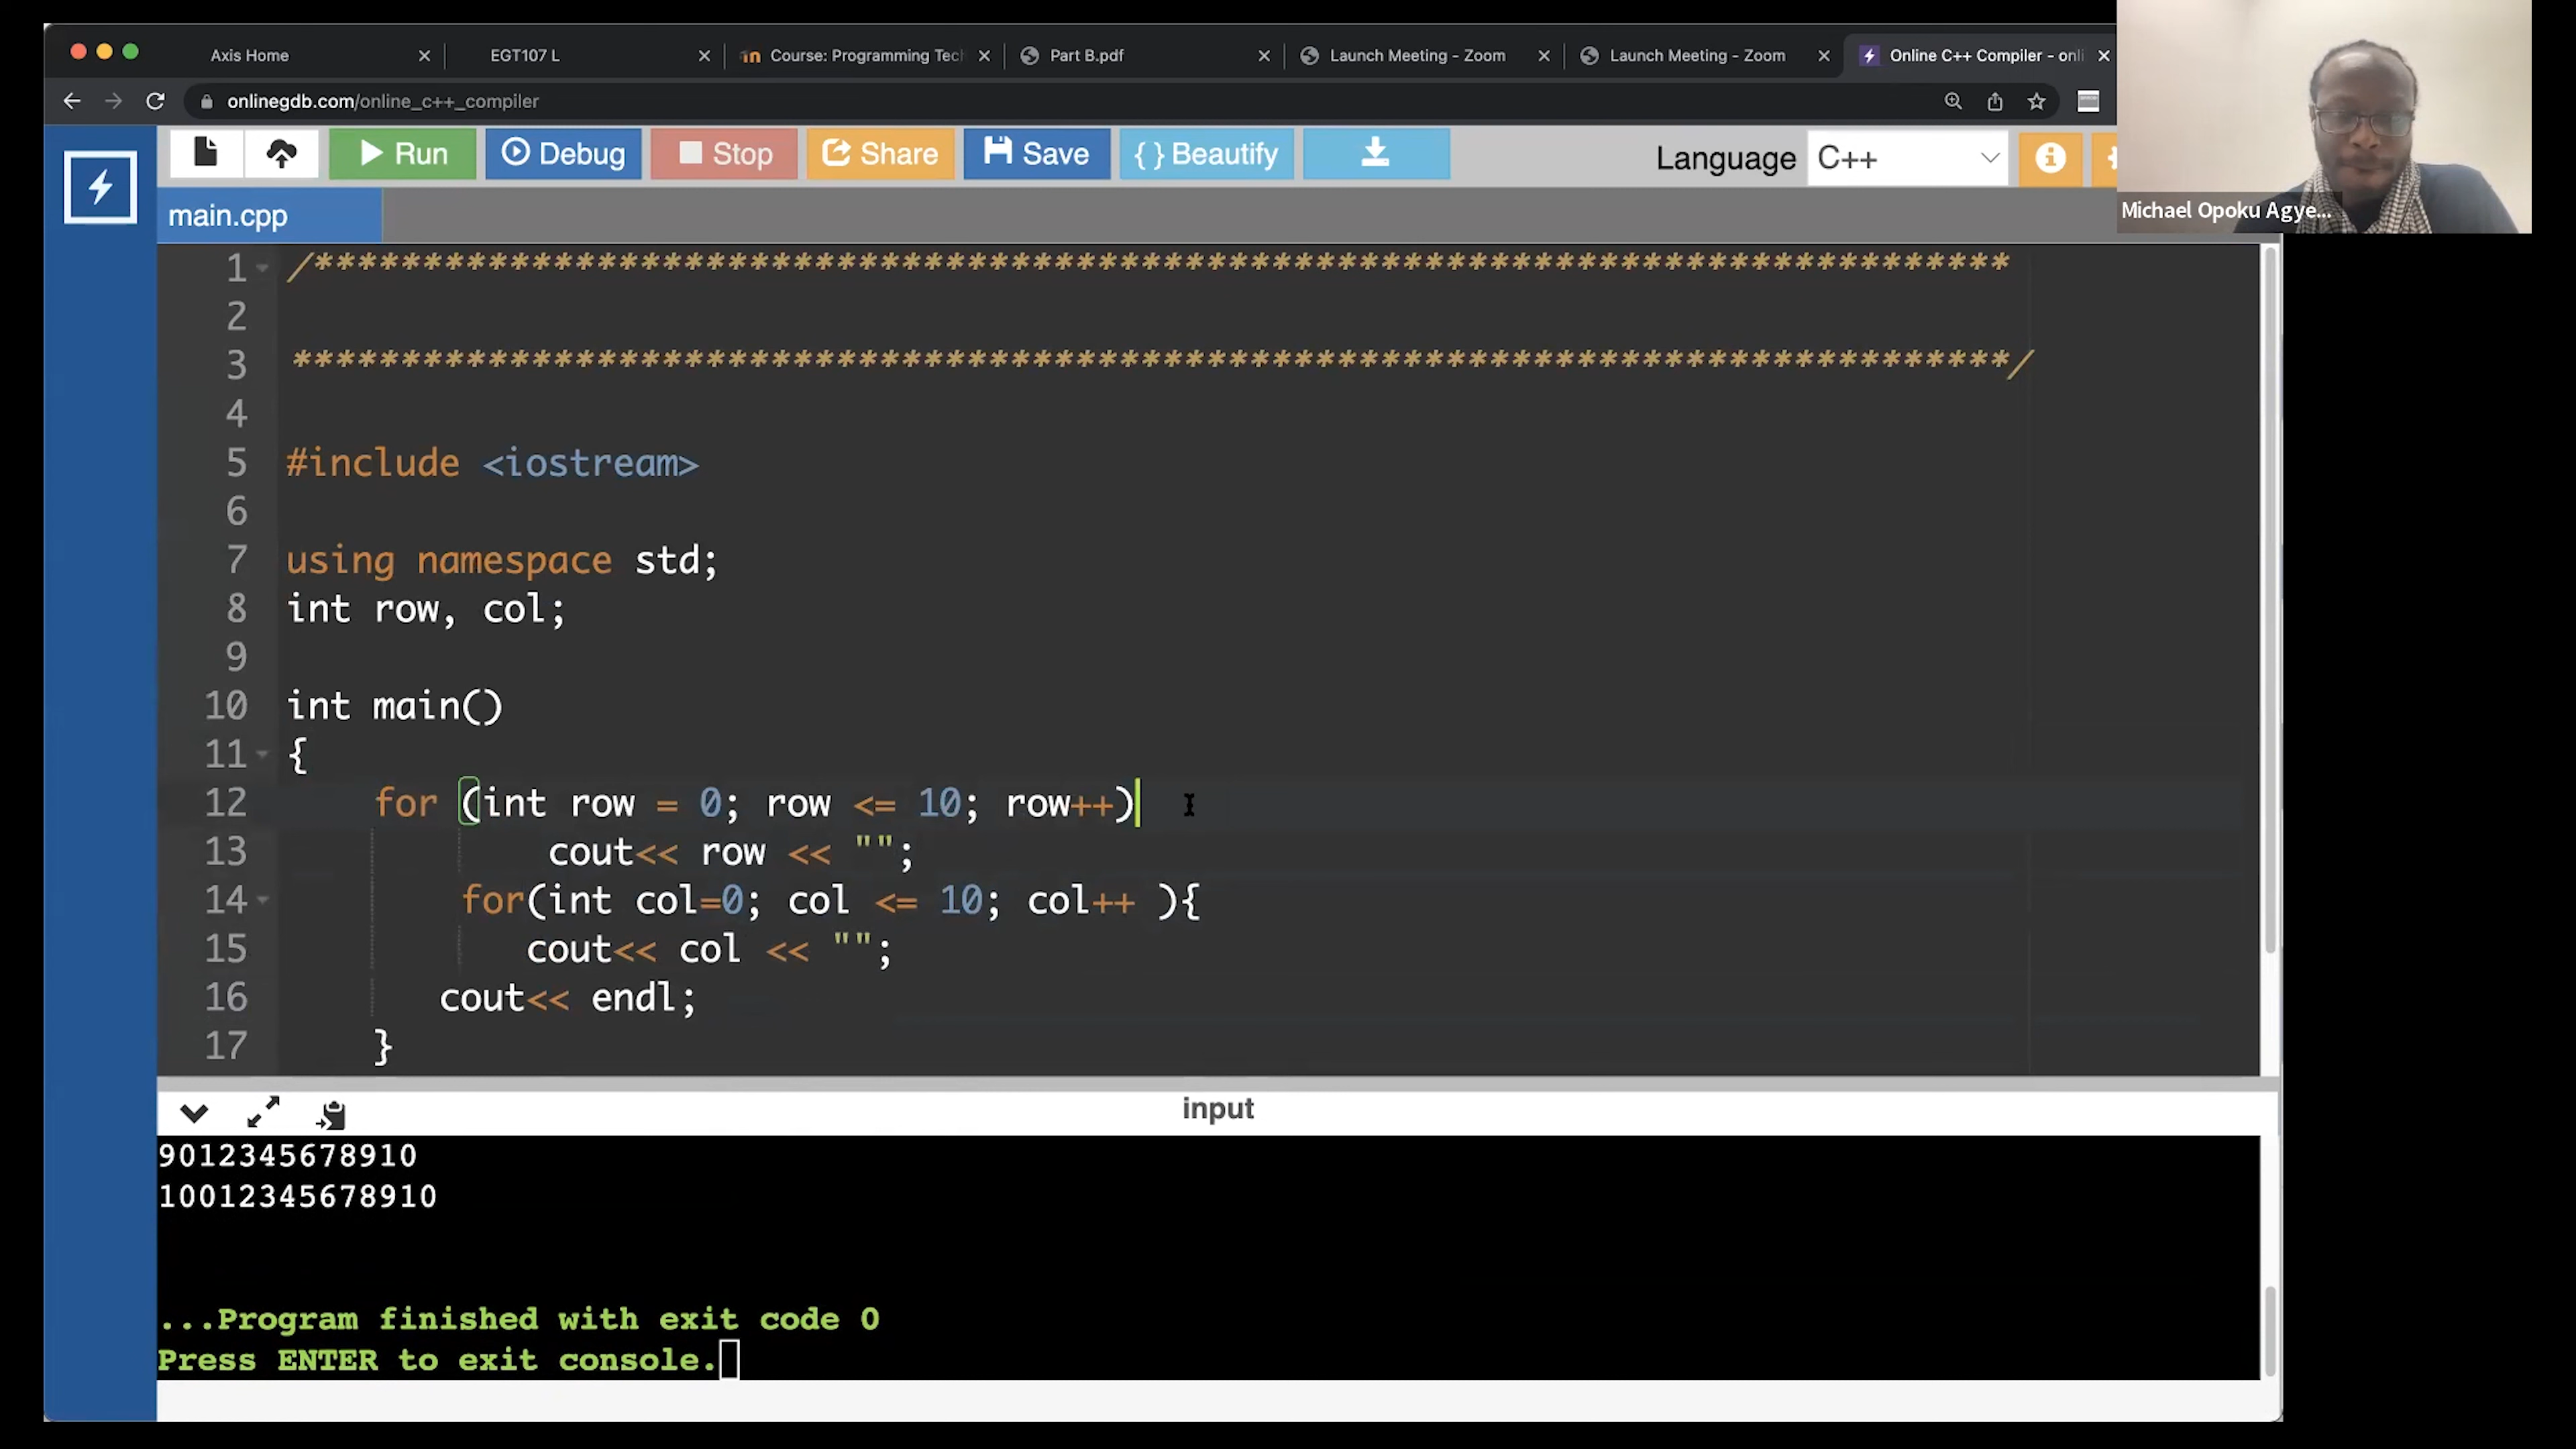 Axis Home
EGT107 L
Course: Programming Tech
Part B.pdf
Launch Meeting - Zoom
Launch Meeting - Zoom
Online C++ Compiler - onli
onlinegdb.com/online_c++_compiler
Run
Debug
Stop
Share
Save
{ } Beautify
Language
C++
Michael Opoku Agye...
main.cpp
1 /*******************************************************************************
2
3 *******************************************************************************/
4
5 #include <iostream>
6
7 using namespace std;
8 int row, col;
9
10 int main()
11 {
12 for (int row = 0; row <= 10; row++)
13 cout<< row << "";
14 for(int col=0; col <= 10; col++ ){
15 cout<< col << "";
16 cout<< endl;
17 }
input
9012345678910
10012345678910
...Program finished with exit code 0
Press ENTER to exit console.